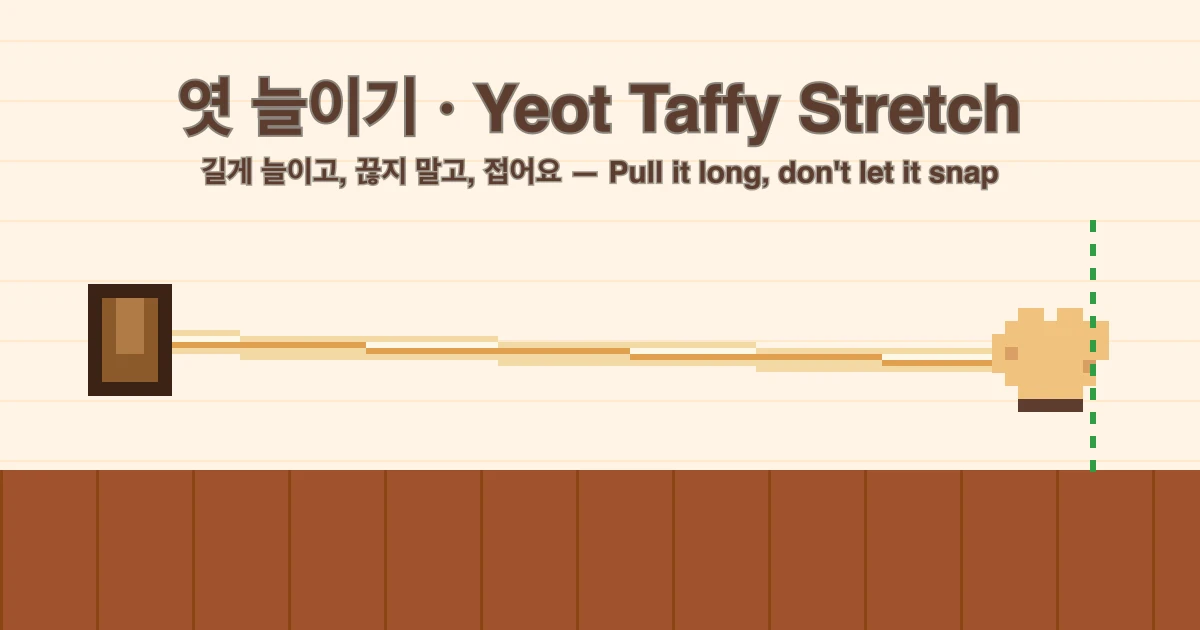 엿 늘이기 · Yeot Taffy Stretch
길게 늘이고, 끊지 말고, 접어요 — Pull it long, don't let it snap